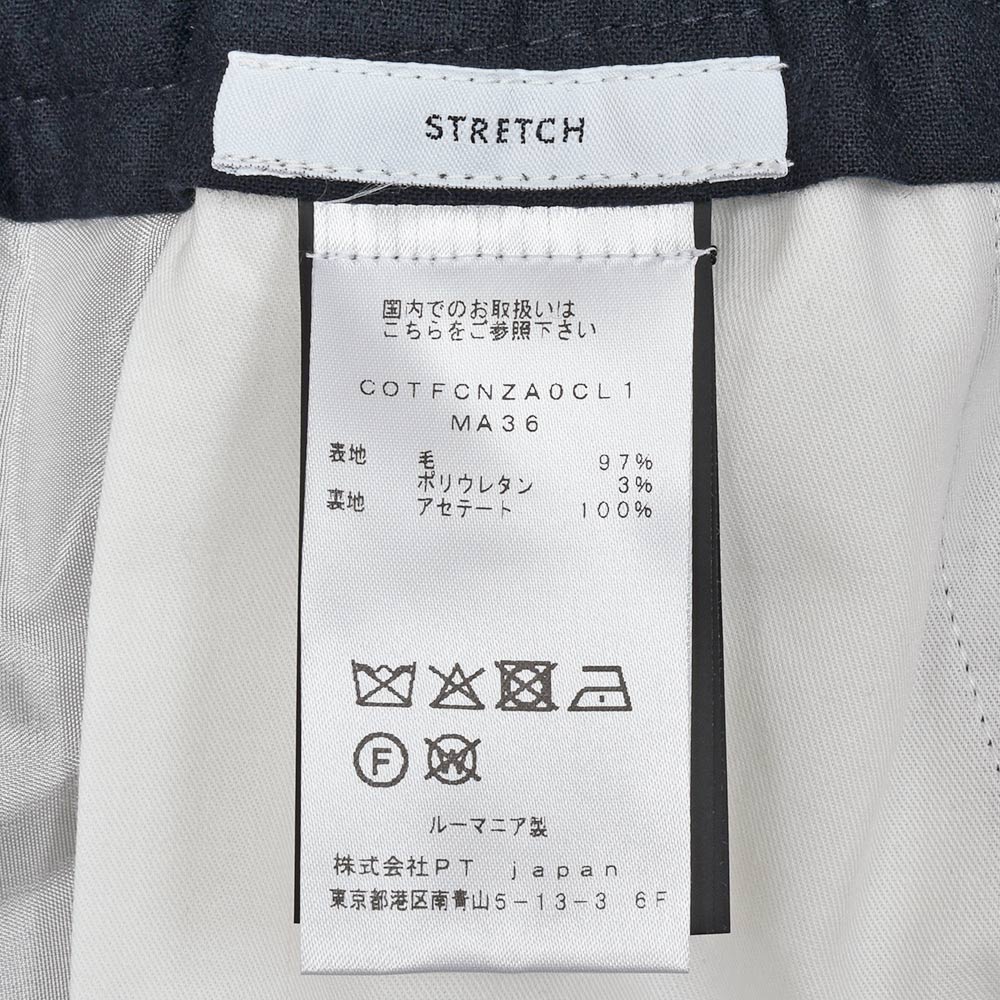 STRETCH
国内でのお取扱いは
こちらをご参照下さい
COTFCNZA0CL1
MA36
表地 毛 97%
ポリウレタン 3%
裏地 アセテート 100%
F W
ルーマニア製
株式会社PT japan
東京都港区南青山5-13-3 6F